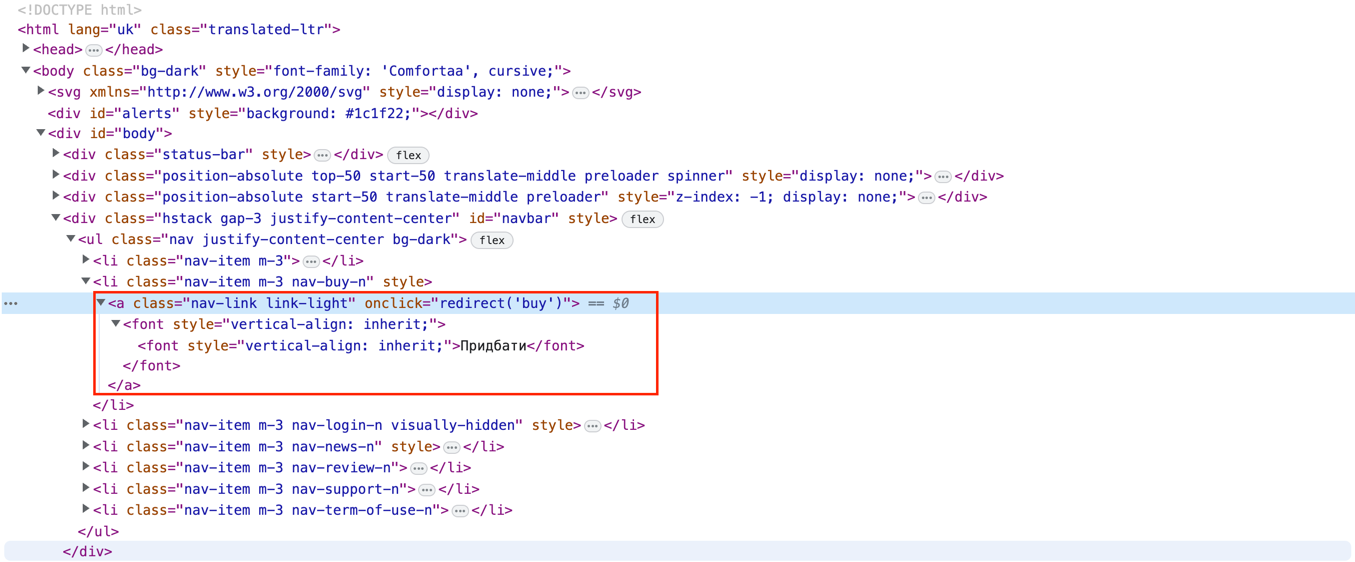 <!DOCTYPE html>
<html lang="uk" class="translated-ltr">
<head>…</head>
<body class="bg-dark" style="font-family: 'Comfortaa', cursive;">
<svg xmlns="http://www.w3.org/2000/svg" style="display: none;">…</svg>
<div id="alerts" style="background: #1c1f22;"></div>
<div id="body">
<div class="status-bar" style>…</div> flex
<div class="position-absolute top-50 start-50 translate-middle preloader spinner" style="display: none;">…</div>
<div class="position-absolute start-50 translate-middle preloader" style="z-index: -1; display: none;">…</div>
<div class="hstack gap-3 justify-content-center" id="navbar" style> flex
<ul class="nav justify-content-center bg-dark"> flex
<li class="nav-item m-3">…</li>
<li class="nav-item m-3 nav-buy-n" style>
…<a class="nav-link link-light" onclick="redirect('buy')"> == $0
<font style="vertical-align: inherit;">
<font style="vertical-align: inherit;">Придбати</font>
</font>
</a>
</li>
<li class="nav-item m-3 nav-login-n visually-hidden" style>…</li>
<li class="nav-item m-3 nav-news-n" style>…</li>
<li class="nav-item m-3 nav-review-n">…</li>
<li class="nav-item m-3 nav-support-n">…</li>
<li class="nav-item m-3 nav-term-of-use-n">…</li>
</ul>
</div>